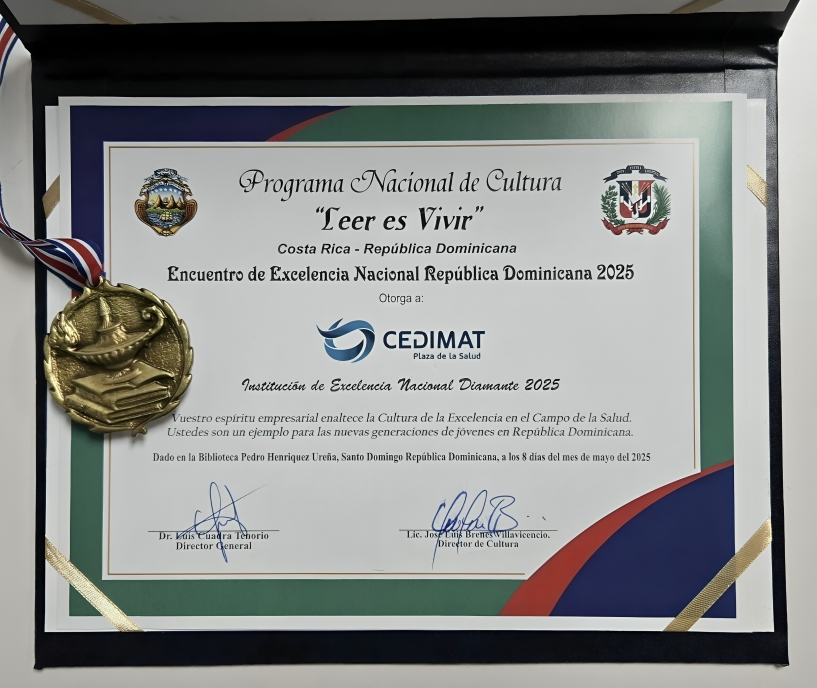 Programa Nacional de Cultura
"Leer es Vivir"
Costa Rica - República Dominicana
Encuentro de Excelencia Nacional República Dominicana 2025
Otorga a:
CEDIMAT
Plaza de la Salud
Institución de Excelencia Nacional Diamante 2025
Vuestro espíritu empresarial enaltece la Cultura de la Excelencia en el Campo de la Salud.
Ustedes son un ejemplo para las nuevas generaciones de jóvenes en República Dominicana.
Dado en la Biblioteca Pedro Henriquez Ureña, Santo Domingo República Dominicana, a los 8 días del mes de mayo del 2025
Dr. Luis Cuadra Tenorio
Director General
Lic. José Luis Brenes Villavicencio.
Director de Cultura